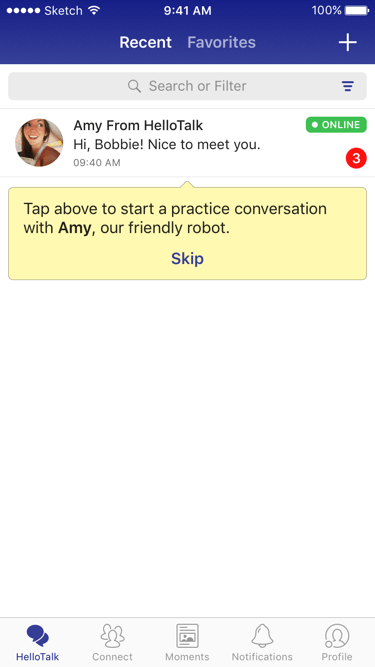 Sketch 9:41 AM 100%
Recent Favorites
Search or Filter
Amy From HelloTalk ONLINE
Hi, Bobbie! Nice to meet you.
09:40 AM 3
Tap above to start a practice conversation
with Amy, our friendly robot.
Skip
HelloTalk Connect Moments Notifications Profile